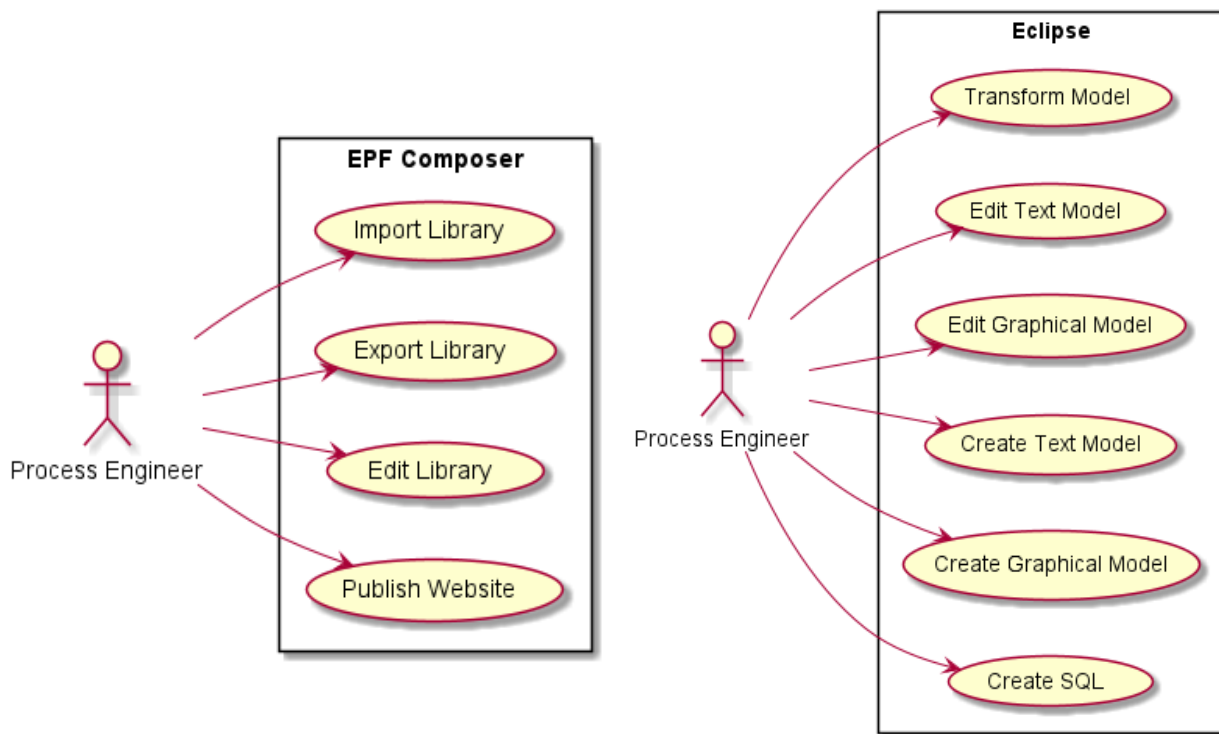 EPF Composer
Import Library
Export Library
Edit Library
Publish Website
Process Engineer
Eclipse
Transform Model
Edit Text Model
Edit Graphical Model
Create Text Model
Create Graphical Model
Create SQL
Process Engineer